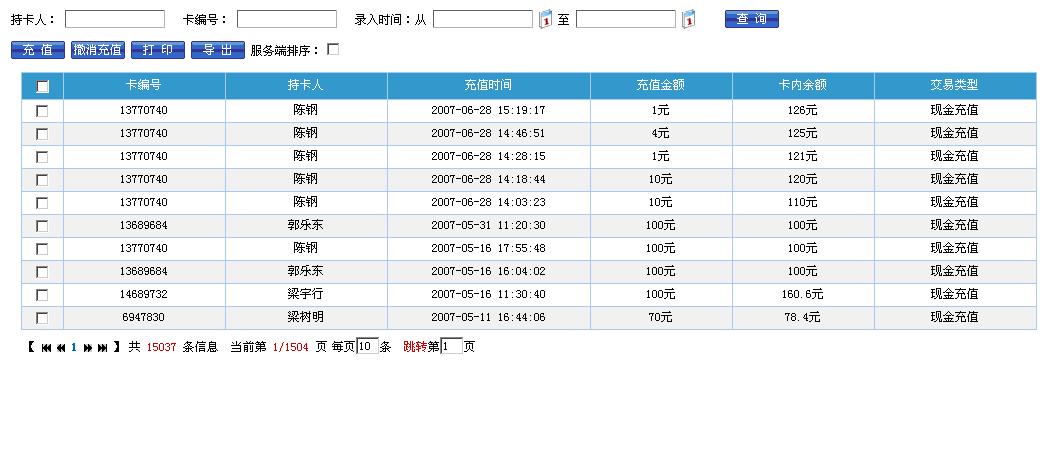 持卡人： 卡编号： 录入时间：从 至 查 询
充 值 撤消充值 打 印 导 出 服务端排序：
卡编号 持卡人 充值时间 充值金额 卡内余额 交易类型
13770740 陈钢 2007-06-28 15:19:17 1元 126元 现金充值
13770740 陈钢 2007-06-28 14:46:51 4元 125元 现金充值
13770740 陈钢 2007-06-28 14:28:15 1元 121元 现金充值
13770740 陈钢 2007-06-28 14:18:44 10元 120元 现金充值
13770740 陈钢 2007-06-28 14:03:23 10元 110元 现金充值
13689684 郭乐东 2007-05-31 11:20:30 100元 100元 现金充值
13770740 陈钢 2007-05-16 17:55:48 100元 100元 现金充值
13689684 郭乐东 2007-05-16 16:04:02 100元 100元 现金充值
14689732 梁宇行 2007-05-16 11:30:40 100元 160.6元 现金充值
6947830 梁树明 2007-05-11 16:44:06 70元 78.4元 现金充值
【 1 】 共 15037 条信息 当前第 1/1504 页 每页10条 跳转第1页